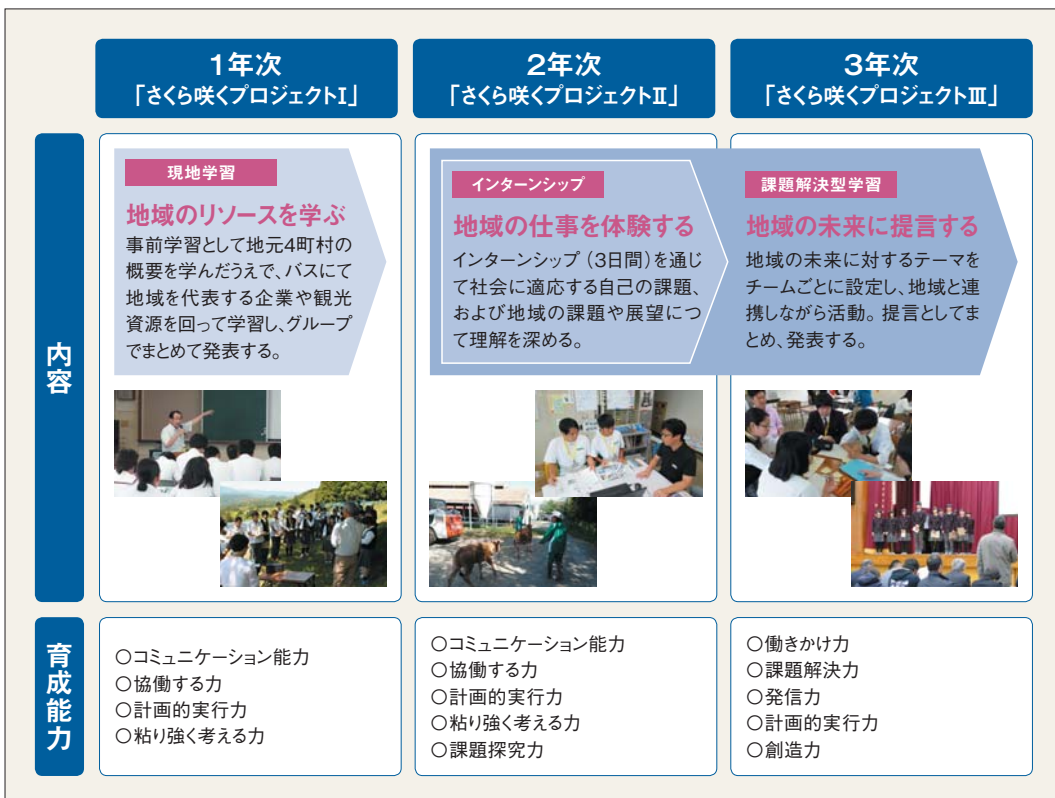 1年次
「さくら咲くプロジェクトⅠ」
2年次
「さくら咲くプロジェクトⅡ」
3年次
「さくら咲くプロジェクトⅢ」
内容
現地学習
地域のリソースを学ぶ
事前学習として地元4町村の
概要を学んだうえで、バスにて
地域を代表する企業や観光
資源を回って学習し、グループ
でまとめて発表する。
インターンシップ
地域の仕事を体験する
インターンシップ（3日間）を通じ
て社会に適応する自己の課題、
および地域の課題や展望につ
て理解を深める。
課題解決型学習
地域の未来に提言する
地域の未来に対するテーマを
チームごとに設定し、地域と連
携しながら活動。提言としてま
とめ、発表する。
育成能力
○コミュニケーション能力
○協働する力
○計画的実行力
○粘り強く考える力
○コミュニケーション能力
○協働する力
○計画的実行力
○粘り強く考える力
○課題探究力
○働きかけ力
○課題解決力
○発信力
○計画的実行力
○創造力